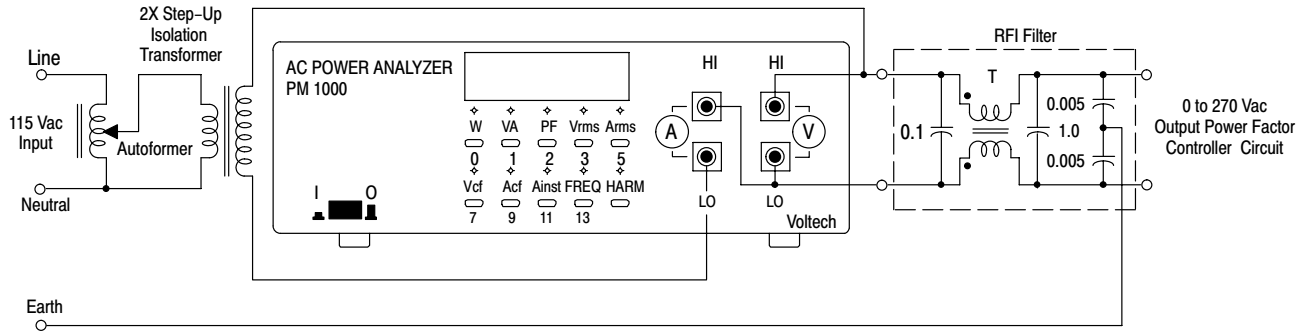 2X Step-Up
Isolation
Transformer
Line
115 Vac
Input
Autoformer
Neutral
Earth
AC POWER ANALYZER
PM 1000
W VA PF Vrms Arms
0 1 2 3 5
Vcf Acf Ainst FREQ HARM
7 9 11 13
I O
HI HI
A V
LO LO
Voltech
RFI Filter
T
0.1
1.0
0.005
0.005
0 to 270 Vac
Output Power Factor
Controller Circuit